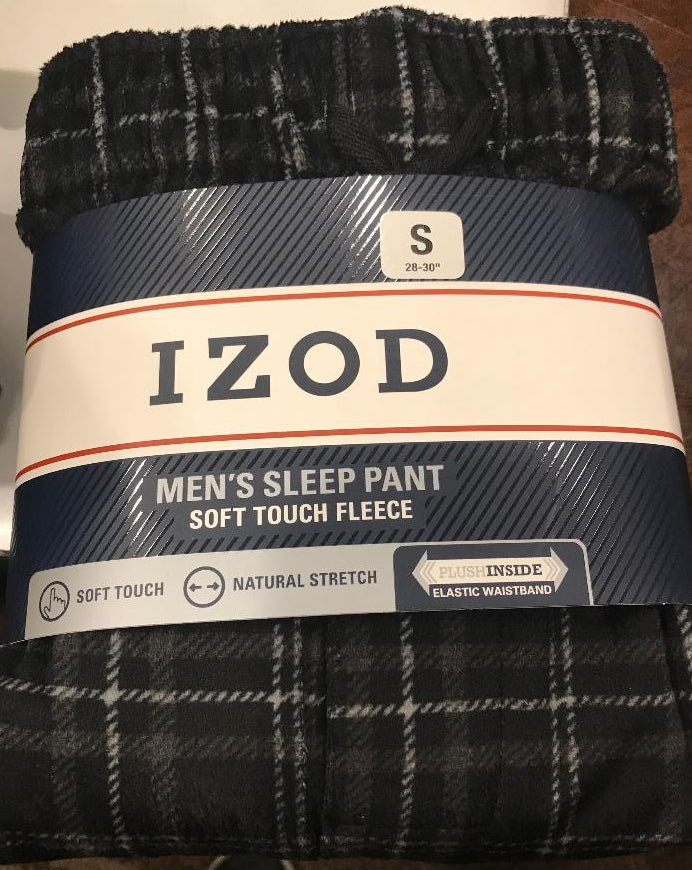 S
28-30"
IZOD
MEN'S SLEEP PANT
SOFT TOUCH FLEECE
SOFT TOUCH
NATURAL STRETCH
PLUSHINSIDE
ELASTIC WAISTBAND